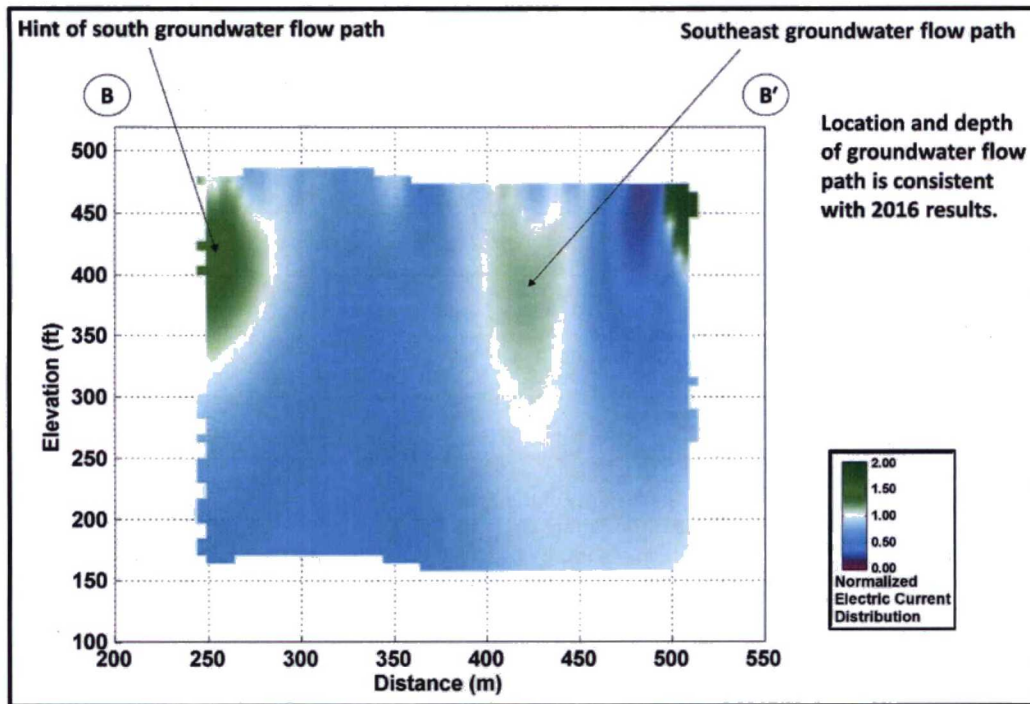 Hint of south groundwater flow path
Southeast groundwater flow path
B
B′
Location and depth
of groundwater flow
path is consistent
with 2016 results.
500
450
400
350
300
250
200
150
100
Elevation (ft)
200
250
300
350
400
450
500
550
Distance (m)
2.00
1.50
1.00
0.50
0.00
Normalized
Electric Current
Distribution